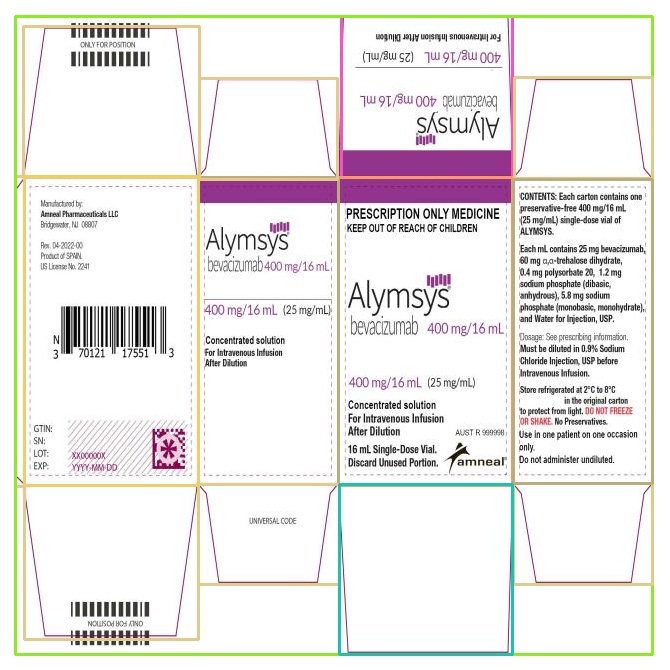 ONLY FOR POSITION
For Intravenous Infusion After Dilution
400 mg/16 mL (25 mg/mL)
bevacizumab 400 mg/16 mL
Alymsys
Manufactured by:
Amneal Pharmaceuticals LLC
Bridgewater, NJ 08807
Rev. 04-2022-00
Product of SPAIN.
US License No. 2241
N
3 70121 17551 3
GTIN:
SN:
LOT: XX00000X
EXP: YYYY-MM-DD
Alymsys®
bevacizumab 400 mg/16 mL
400 mg/16 mL (25 mg/mL)
Concentrated solution
For Intravenous Infusion
After Dilution
PRESCRIPTION ONLY MEDICINE
KEEP OUT OF REACH OF CHILDREN
Alymsys®
bevacizumab 400 mg/16 mL
400 mg/16 mL (25 mg/mL)
Concentrated solution
For Intravenous Infusion
After Dilution
AUST R 999998
16 mL Single-Dose Vial.
Discard Unused Portion.
amneal®
CONTENTS: Each carton contains one
preservative-free 400 mg/16 mL
(25 mg/mL) single-dose vial of
ALYMSYS.
Each mL contains 25 mg bevacizumab,
60 mg α,α-trehalose dihydrate,
0.4 mg polysorbate 20, 1.2 mg
sodium phosphate (dibasic,
anhydrous), 5.8 mg sodium
phosphate (monobasic, monohydrate),
and Water for Injection, USP.
Dosage: See prescribing information.
Must be diluted in 0.9% Sodium
Chloride Injection, USP before
Intravenous Infusion.
Store refrigerated at 2°C to 8°C
in the original carton
to protect from light. DO NOT FREEZE
OR SHAKE. No Preservatives.
Use in one patient on one occasion
only.
Do not administer undiluted.
UNIVERSAL CODE
ONLY FOR POSITION